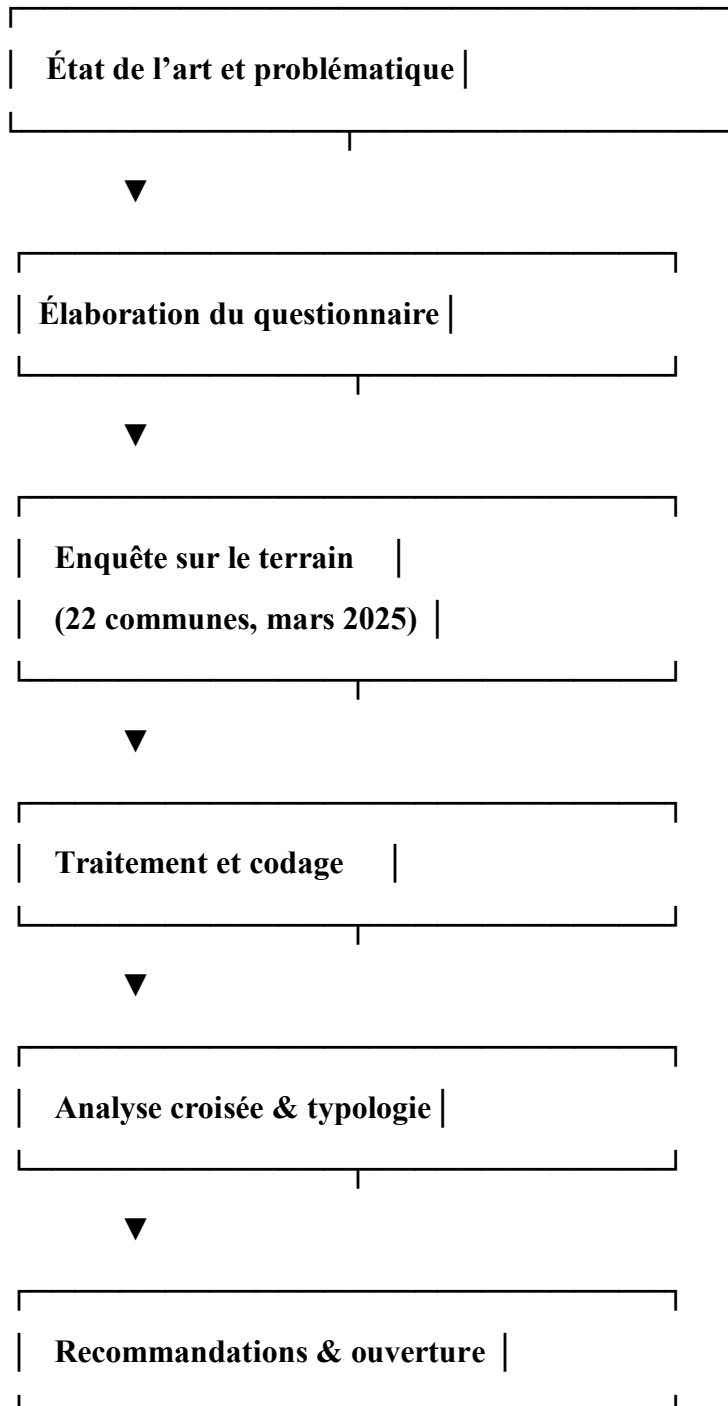 État de l’art et problématique
Élaboration du questionnaire
Enquête sur le terrain
(22 communes, mars 2025)
Traitement et codage
Analyse croisée & typologie
Recommandations & ouverture